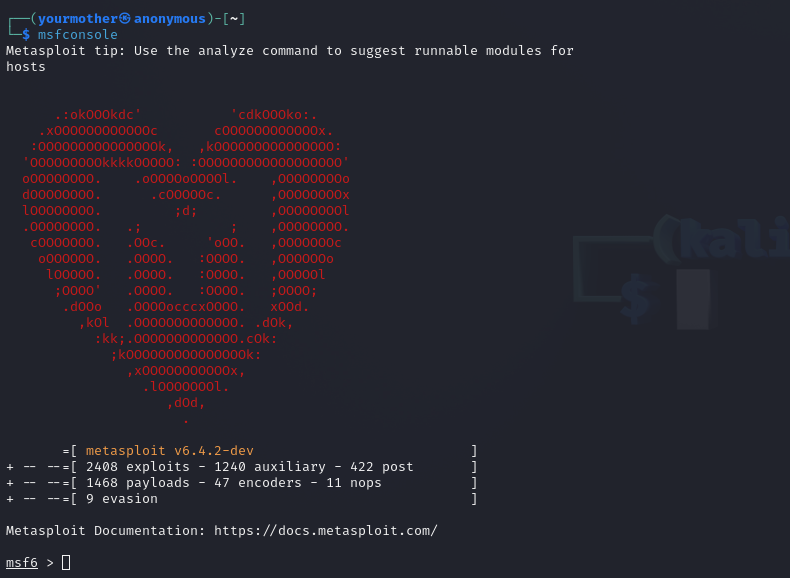 ┌──(yourmother㉿anonymous)-[~]
└─$ msfconsole
Metasploit tip: Use the analyze command to suggest runnable modules for
hosts
      .:okOOOkdc'           'cdkOOOko:.
    .xOOOOOOOOOOOOc       cOOOOOOOOOOOOx.
   :OOOOOOOOOOOOOOOk,   ,kOOOOOOOOOOOOOOO:
  'OOOOOOOOOkkkkOOOOO: :OOOOOOOOOOOOOOOOOO'
  oOOOOOOOO.    .oOOOOoOOOOl.    ,OOOOOOOOo
  dOOOOOOOO.      .cOOOOOc.      ,OOOOOOOOx
  lOOOOOOOO.         ;d;         ,OOOOOOOOl
  .OOOOOOOO.   .;           ;    ,OOOOOOOO.
   cOOOOOOO.   .OOc.     'oOO.   ,OOOOOOOc
    oOOOOOO.   .OOOO.   :OOOO.   ,OOOOOOo
     lOOOOO.   .OOOO.   :OOOO.   ,OOOOOl
      ;OOOO'   .OOOO.   :OOOO.   ;OOOO;
       .dOOo   .OOOOocccxOOOO.   xOOd.
         ,kOl  .OOOOOOOOOOOOO. .dOk,
           :kk;.OOOOOOOOOOOOO.cOk:
             ;kOOOOOOOOOOOOOOOk:
               ,xOOOOOOOOOOOx,
                 .lOOOOOOOl.
                    ,dOd,
                      .
       =[ metasploit v6.4.2-dev                           ]
+ -- --=[ 2408 exploits - 1240 auxiliary - 422 post       ]
+ -- --=[ 1468 payloads - 47 encoders - 11 nops           ]
+ -- --=[ 9 evasion                                       ]
Metasploit Documentation: https://docs.metasploit.com/
msf6 >
(kali
$